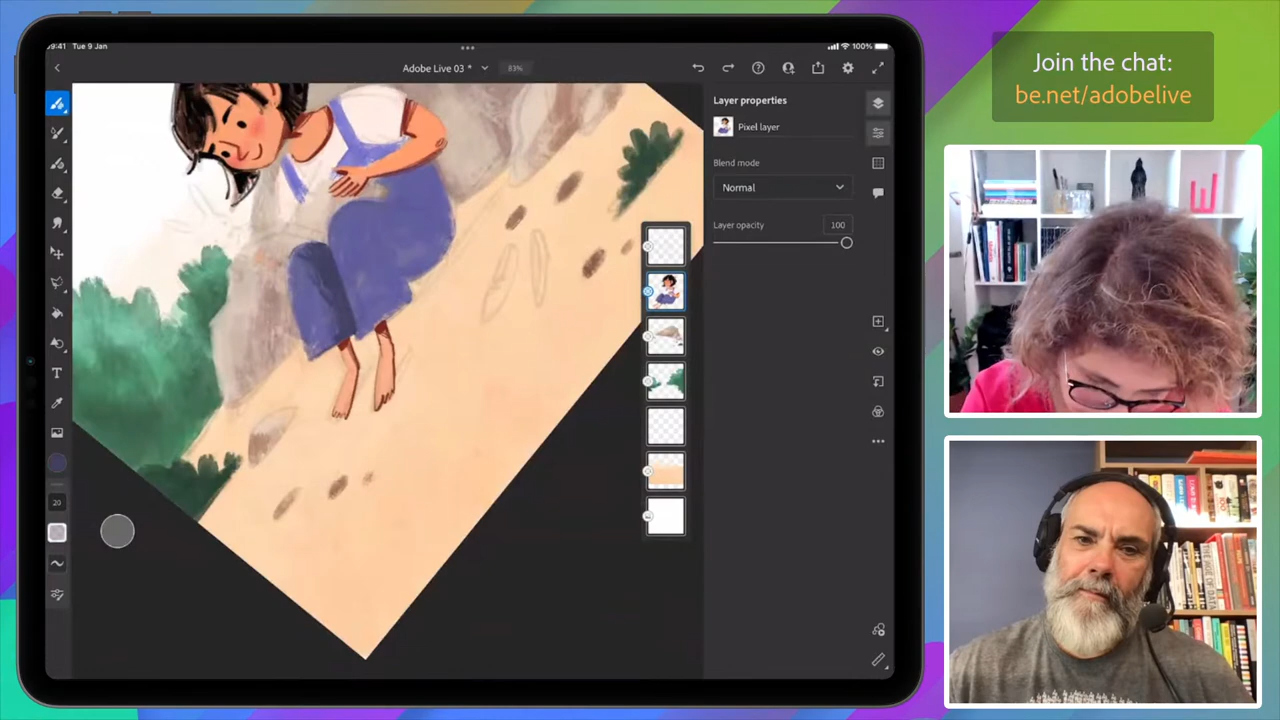 9:41 Tue 9 Jan
100%
Adobe Live 03 *
83%
Layer properties
Pixel layer
Blend mode
Normal
Layer opacity
100
T
20
Join the chat:
be.net/adobelive